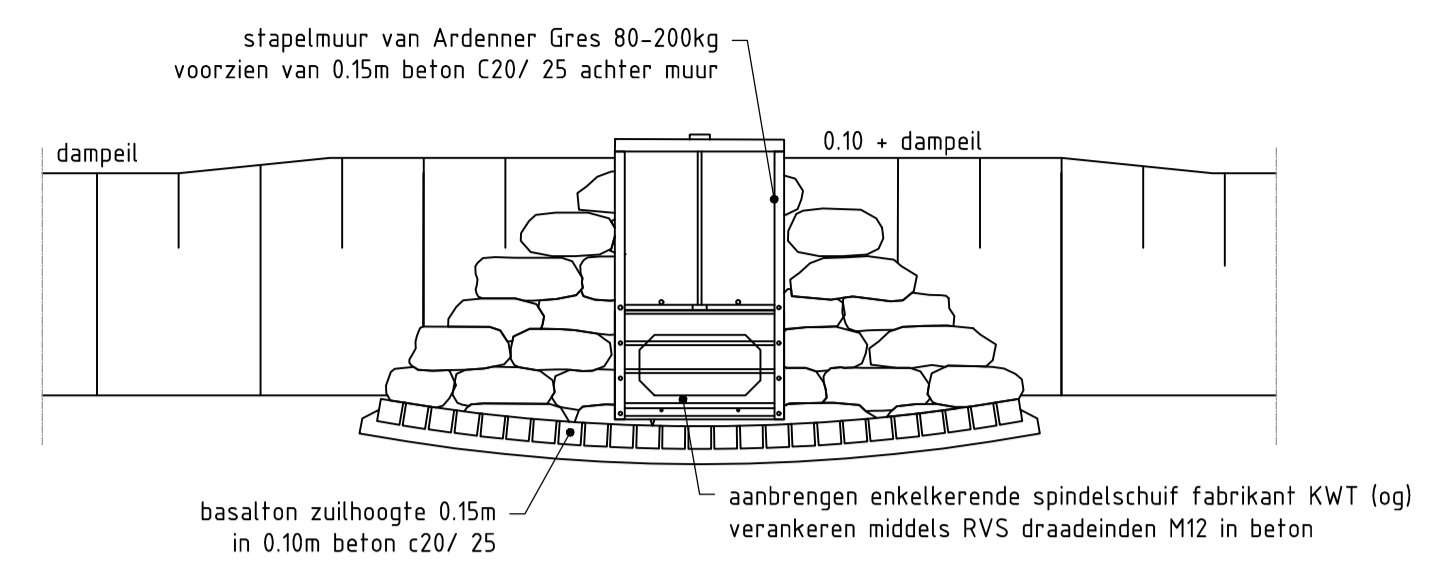 stapelmuur van Ardenner Gres 80-200kg
voorzien van 0.15m beton C20/ 25 achter muur
dampeil
0.10 + dampeil
basalton zuilhoogte 0.15m
in 0.10m beton c20/ 25
aanbrengen enkelkerende spindelschuif fabrikant KWT (og)
verankeren middels RVS draadeinden M12 in beton